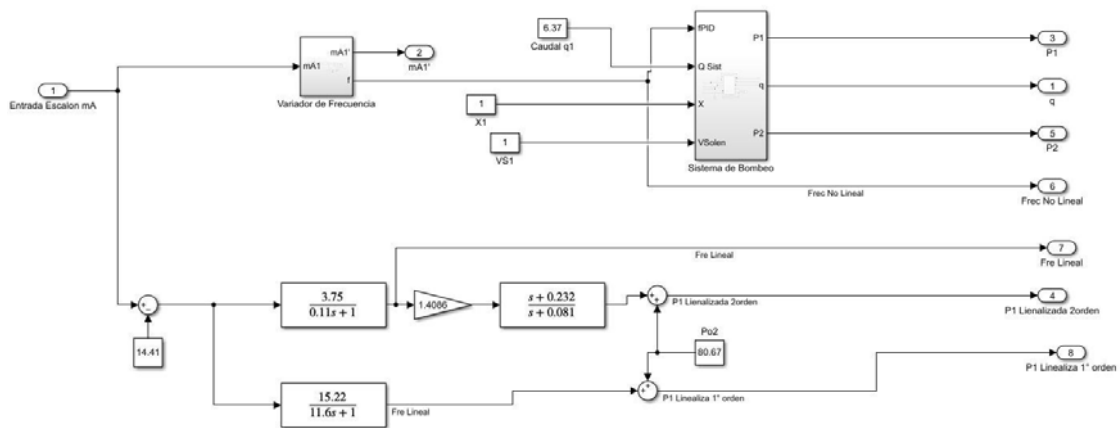 6.37
Caudal q1
fPID
P1
3
P1
mA1'
2
mA1'
mA1
f
Variador de Frecuencia
Q Sist
1
Entrada Escalon mA
q
1
q
1
X1
X
1
VS1
VSolen
P2
5
P2
Sistema de Bombeo
Frec No Lineal
6
Frec No Lineal
Fre Lineal
7
Fre Lineal
3.75
0.11s + 1
1.4086
s + 0.232
s + 0.081
P1 Lienalizada 2orden
4
P1 Lienalizada 2orden
14.41
Po2
80.67
15.22
11.6s + 1
Fre Lineal
P1 Linealiza 1° orden
8
P1 Linealiza 1° orden